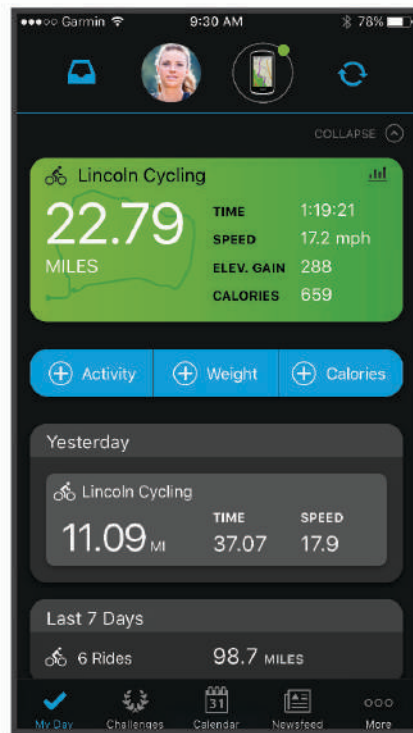 Garmin 9:30 AM 78%
COLLAPSE
Lincoln Cycling
22.79
MILES
TIME 1:19:21
SPEED 17.2 mph
ELEV. GAIN 288
CALORIES 659
Activity Weight Calories
Yesterday
Lincoln Cycling
TIME SPEED
11.09 MI 37.07 17.9
Last 7 Days
6 Rides 98.7 MILES
31
My Day Challenges Calendar Newsfeed More